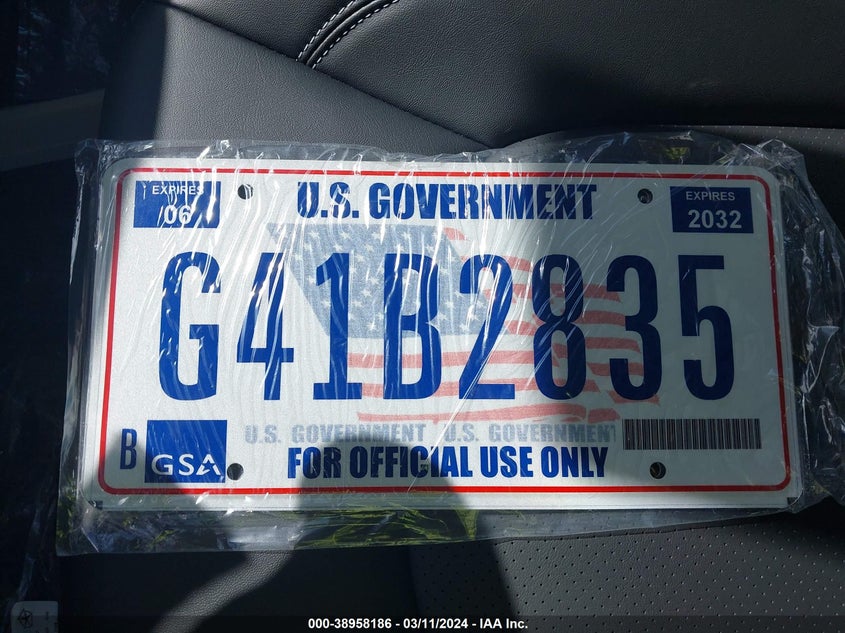 EXPIRES
06
U.S. GOVERNMENT
EXPIRES
2032
G41B2835
U.S. GOVERNMENT U.S. GOVERNMENT
B
GSA
FOR OFFICIAL USE ONLY
000-38958186 - 03/11/2024 - IAA Inc.